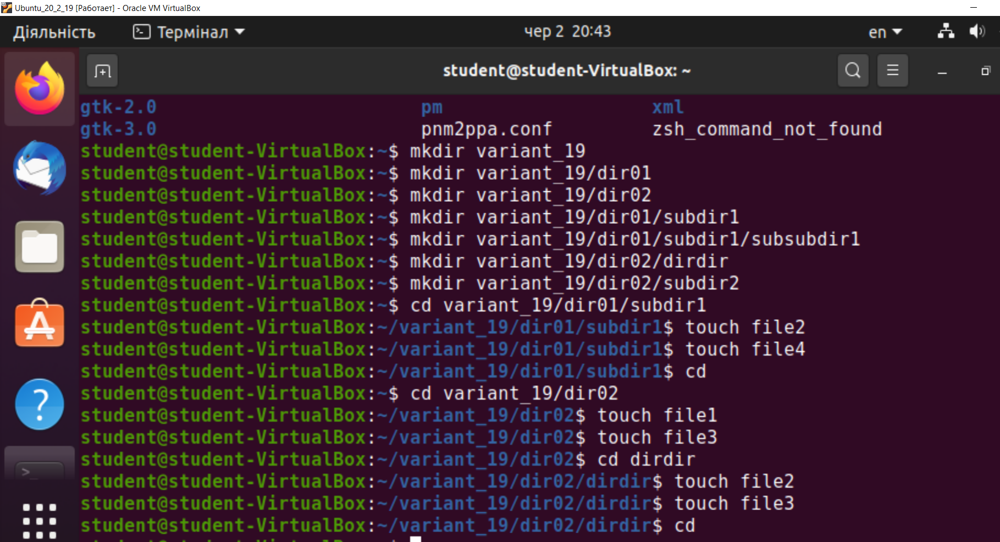 Ubuntu_20_2_19 [Работает] - Oracle VM VirtualBox
Діяльність Термінал чер 2 20:43 en
student@student-VirtualBox: ~
gtk-2.0 pm xml
gtk-3.0 pnm2ppa.conf zsh_command_not_found
student@student-VirtualBox:~$ mkdir variant_19
student@student-VirtualBox:~$ mkdir variant_19/dir01
student@student-VirtualBox:~$ mkdir variant_19/dir02
student@student-VirtualBox:~$ mkdir variant_19/dir01/subdir1
student@student-VirtualBox:~$ mkdir variant_19/dir01/subdir1/subsubdir1
student@student-VirtualBox:~$ mkdir variant_19/dir02/dirdir
student@student-VirtualBox:~$ mkdir variant_19/dir02/subdir2
student@student-VirtualBox:~$ cd variant_19/dir01/subdir1
student@student-VirtualBox:~/variant_19/dir01/subdir1$ touch file2
student@student-VirtualBox:~/variant_19/dir01/subdir1$ touch file4
student@student-VirtualBox:~/variant_19/dir01/subdir1$ cd
student@student-VirtualBox:~$ cd variant_19/dir02
student@student-VirtualBox:~/variant_19/dir02$ touch file1
student@student-VirtualBox:~/variant_19/dir02$ touch file3
student@student-VirtualBox:~/variant_19/dir02$ cd dirdir
student@student-VirtualBox:~/variant_19/dir02/dirdir$ touch file2
student@student-VirtualBox:~/variant_19/dir02/dirdir$ touch file3
student@student-VirtualBox:~/variant_19/dir02/dirdir$ cd